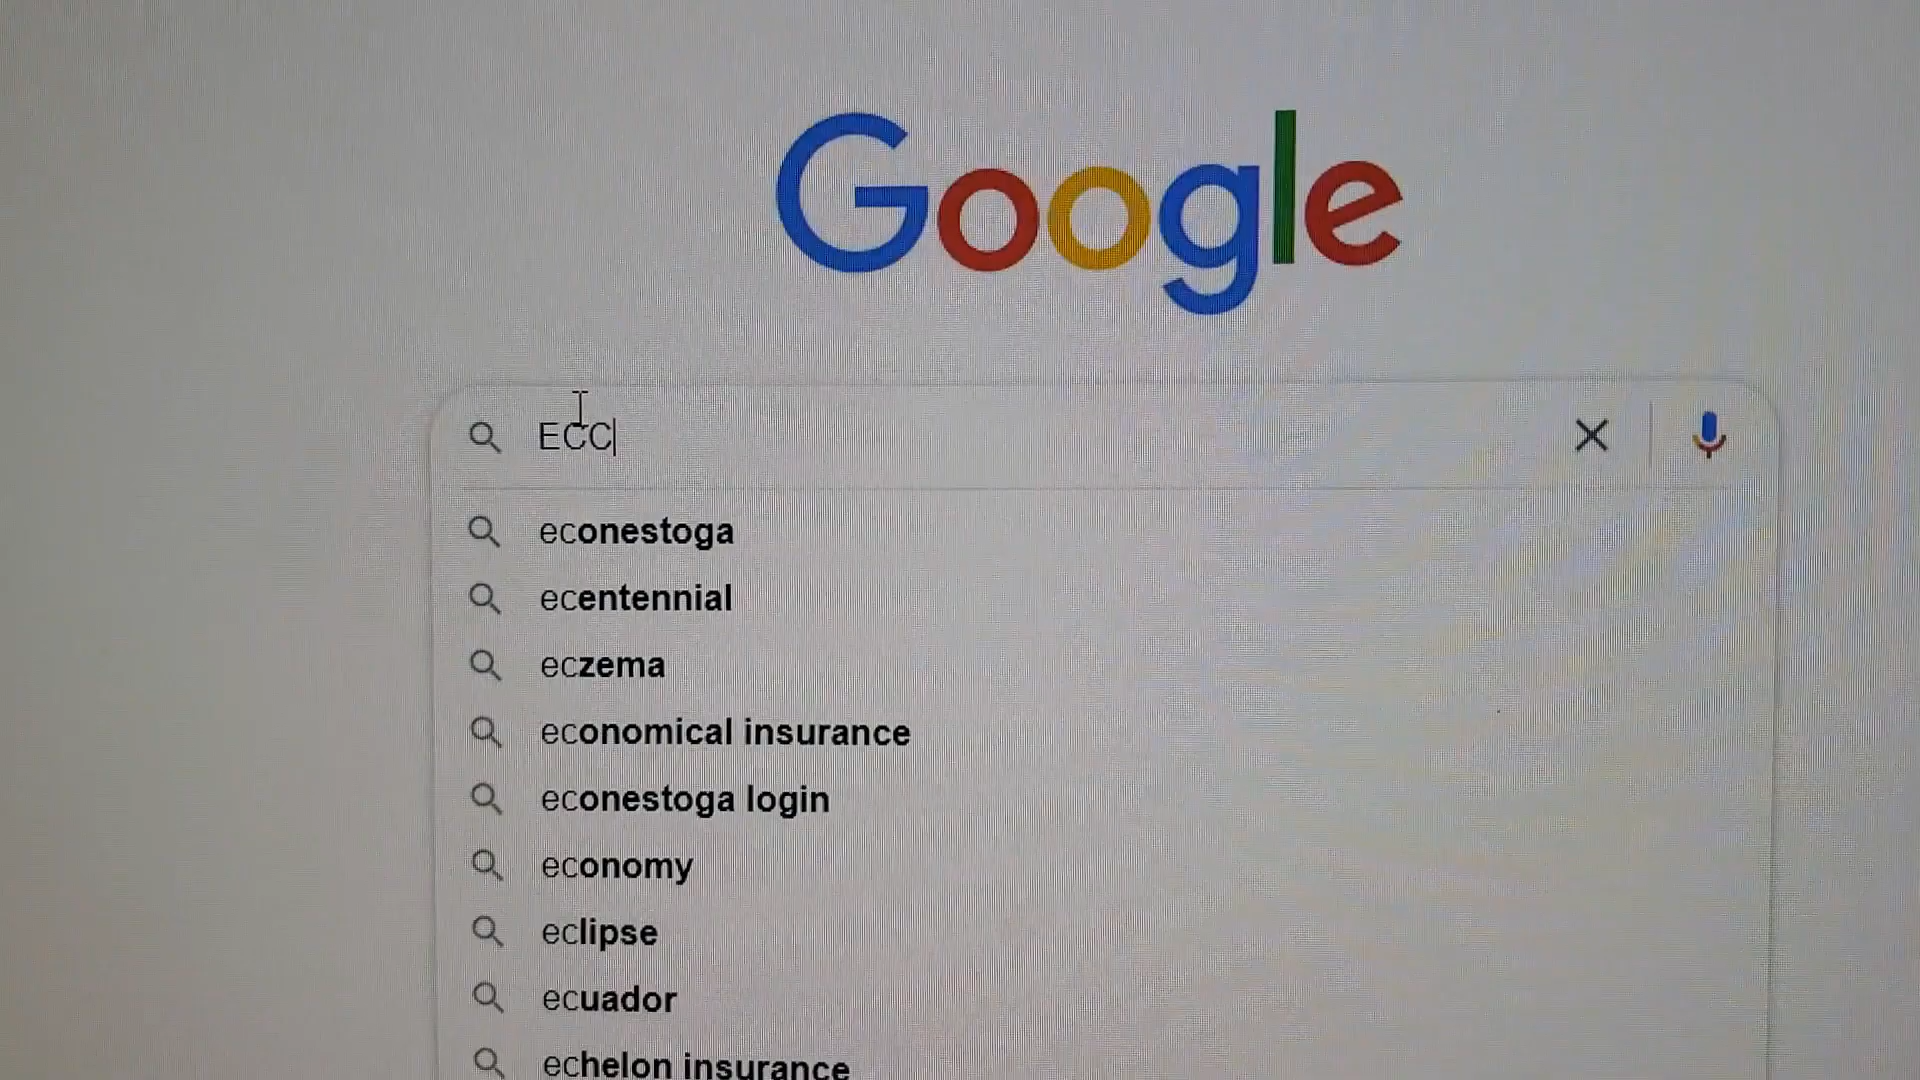 Google
ECC
econestoga
ecentennial
eczema
economical insurance
econestoga login
economy
eclipse
ecuador
echelon insurance